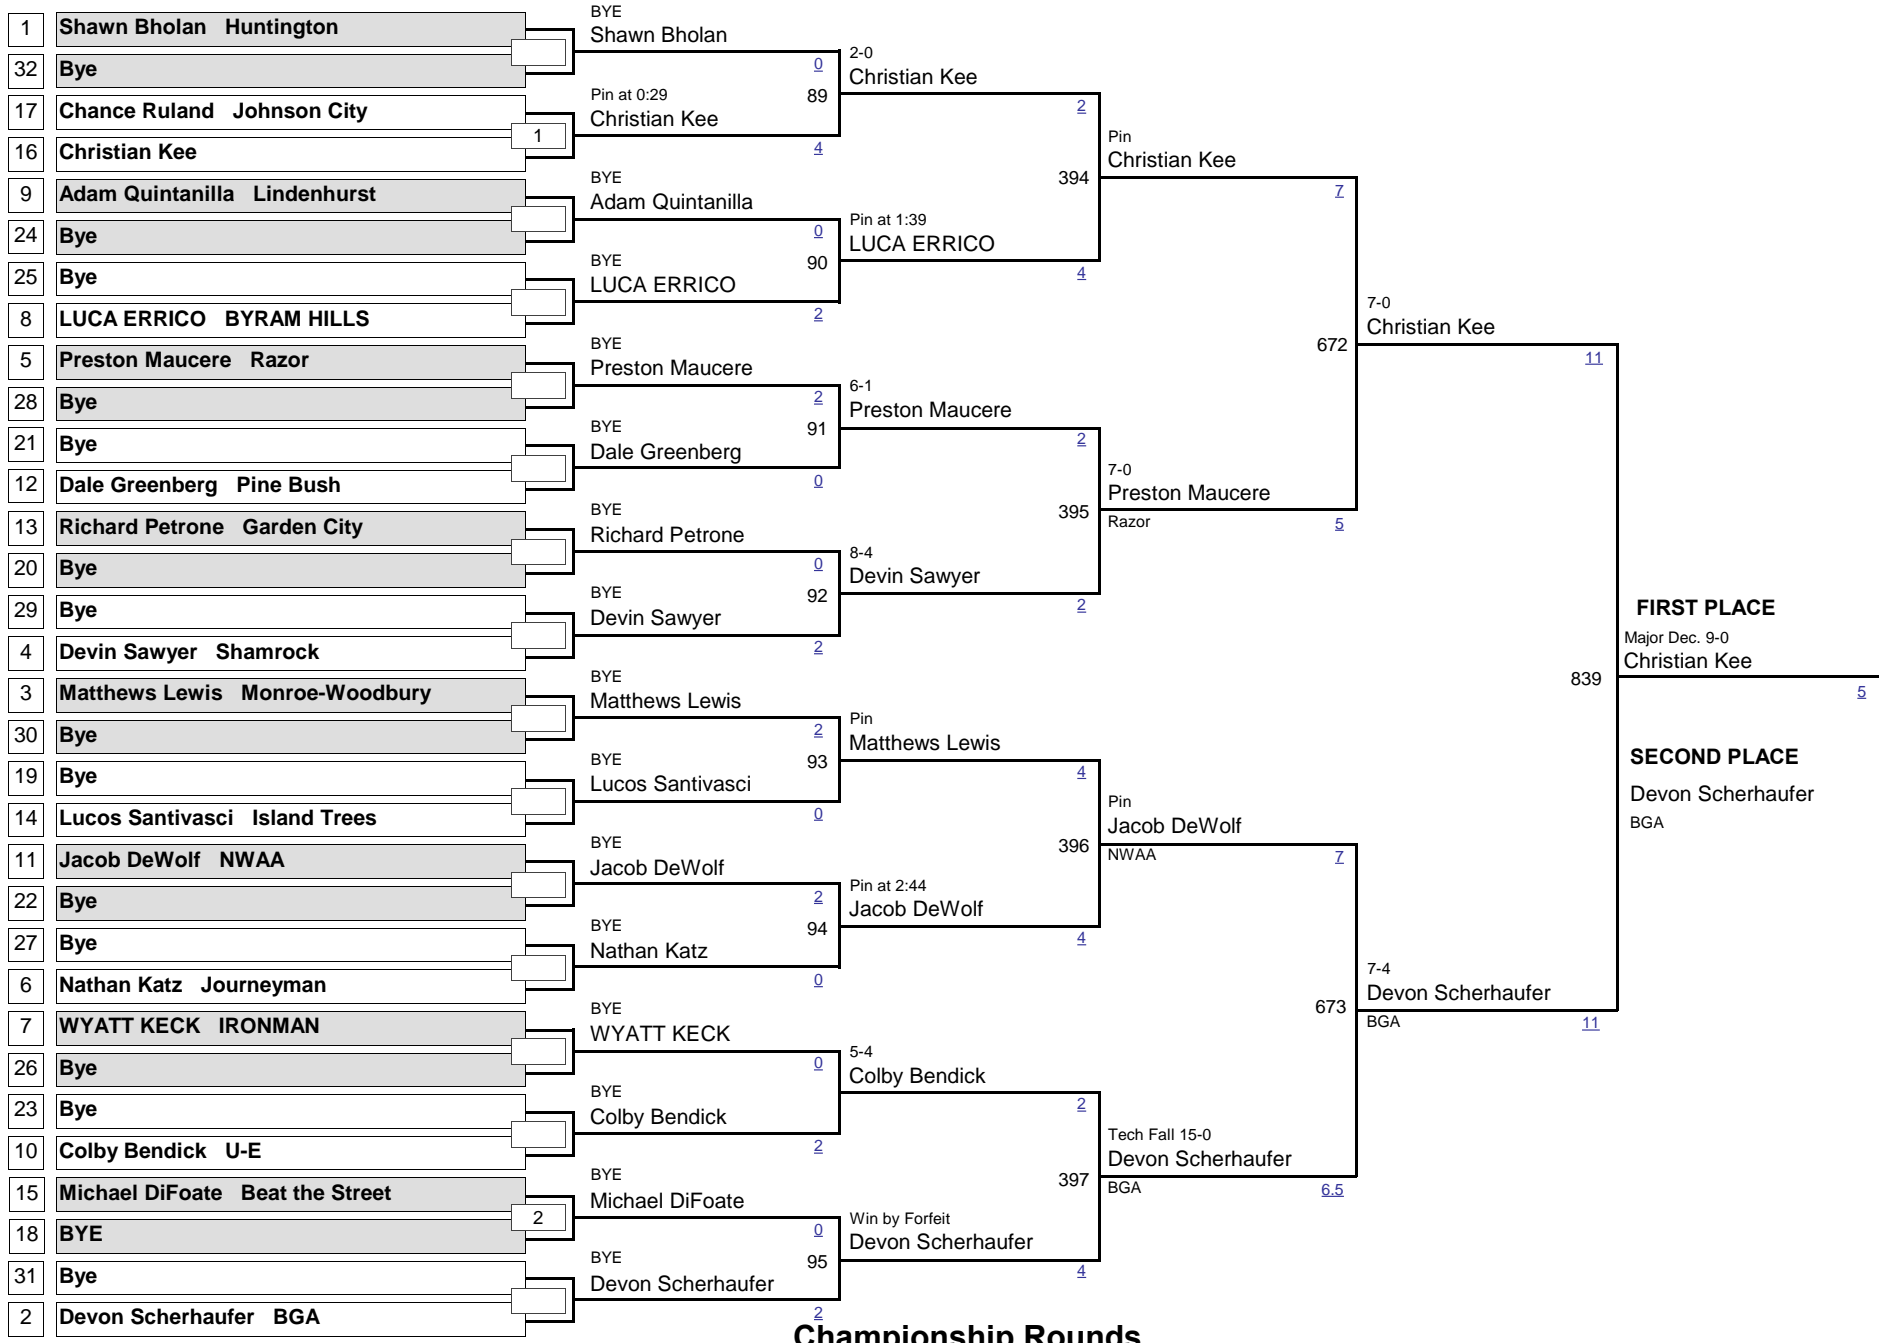 1 Shawn Bholan Huntington
32 Bye
17 Chance Ruland Johnson City
1
16 Christian Kee
9 Adam Quintanilla Lindenhurst
24 Bye
25 Bye
8 LUCA ERRICO BYRAM HILLS
5 Preston Maucere Razor
28 Bye
21 Bye
12 Dale Greenberg Pine Bush
13 Richard Petrone Garden City
20 Bye
29 Bye
4 Devin Sawyer Shamrock
3 Matthews Lewis Monroe-Woodbury
30 Bye
19 Bye
14 Lucos Santivasci Island Trees
11 Jacob DeWolf NWAA
22 Bye
27 Bye
6 Nathan Katz Journeyman
7 WYATT KECK IRONMAN
26 Bye
23 Bye
10 Colby Bendick U-E
15 Michael DiFoate Beat the Street
2
18 BYE
31 Bye
2 Devon Scherhaufer BGA
BYE
Shawn Bholan
0
Pin at 0:29
89
Christian Kee
4
BYE
Adam Quintanilla
0
BYE
90
LUCA ERRICO
2
BYE
Preston Maucere
2
BYE
91
Dale Greenberg
0
BYE
Richard Petrone
0
BYE
92
Devin Sawyer
2
BYE
Matthews Lewis
2
BYE
93
Lucos Santivasci
0
BYE
Jacob DeWolf
2
BYE
94
Nathan Katz
0
BYE
WYATT KECK
0
BYE
Colby Bendick
2
BYE
Michael DiFoate
0
BYE
95
Devon Scherhaufer
2
2-0
Christian Kee
2
394
Pin at 1:39
LUCA ERRICO
4
6-1
Preston Maucere
2
395
8-4
Devin Sawyer
2
Pin
Matthews Lewis
4
396
Pin at 2:44
Jacob DeWolf
4
5-4
Colby Bendick
2
397
Win by Forfeit
Devon Scherhaufer
4
Pin
Christian Kee
7
672
7-0
Preston Maucere
Razor
5
Pin
Jacob DeWolf
NWAA
7
673
Tech Fall 15-0
Devon Scherhaufer
BGA
6.5
7-0
Christian Kee
11
839
7-4
Devon Scherhaufer
BGA
11
FIRST PLACE
Major Dec. 9-0
Christian Kee
5
SECOND PLACE
Devon Scherhaufer
BGA
Championship Rounds